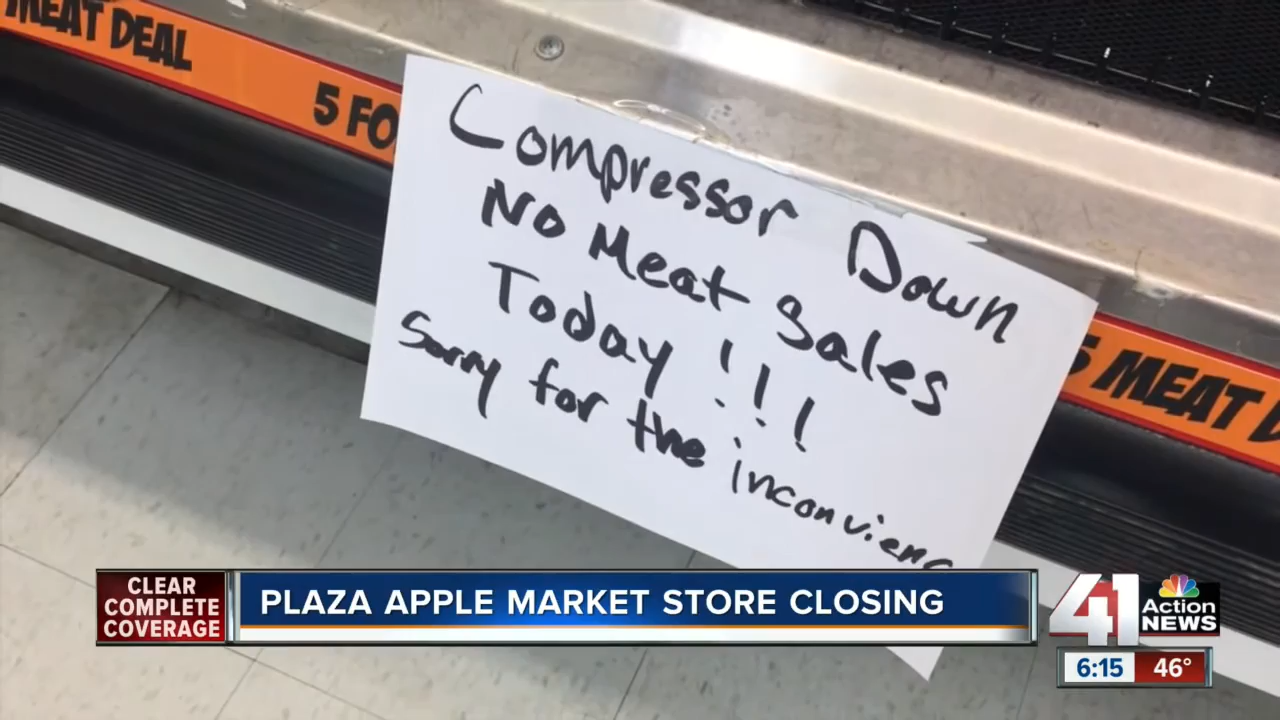 MEAT DEAL
5 FO
Compressor Down
No Meat Sales
Today !!!
Sorry for the inconvienc
MEAT D
CLEAR
COMPLETE
COVERAGE
PLAZA APPLE MARKET STORE CLOSING
41
Action
NEWS
6:15 46°